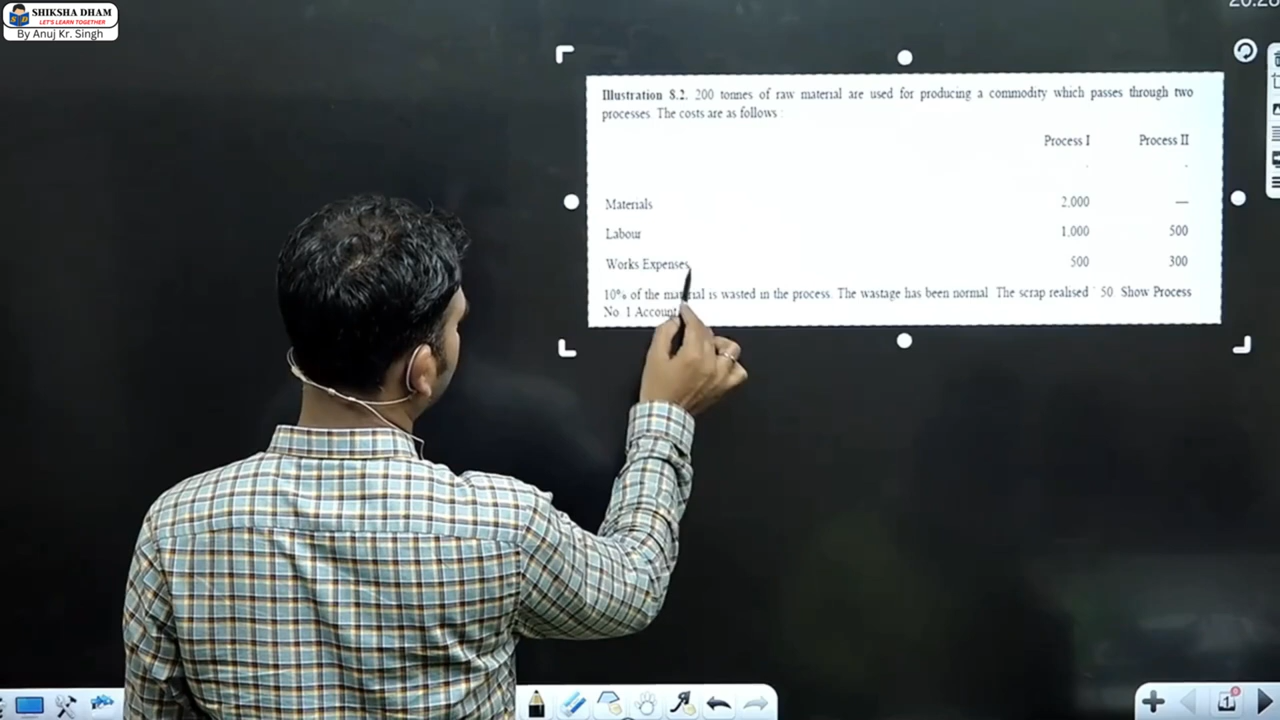 SHIKSHA DHAM
LET'S LEARN TOGETHER
By Anuj Kr. Singh
Illustration 8.2. 200 tonnes of raw material are used for producing a commodity which passes through two
processes. The costs are as follows :
Process I Process II
Materials 2,000 —
Labour 1,000 500
Works Expenses 500 300
10% of the material is wasted in the process. The wastage has been normal. The scrap realised ` 50. Show Process
No. 1 Account
1